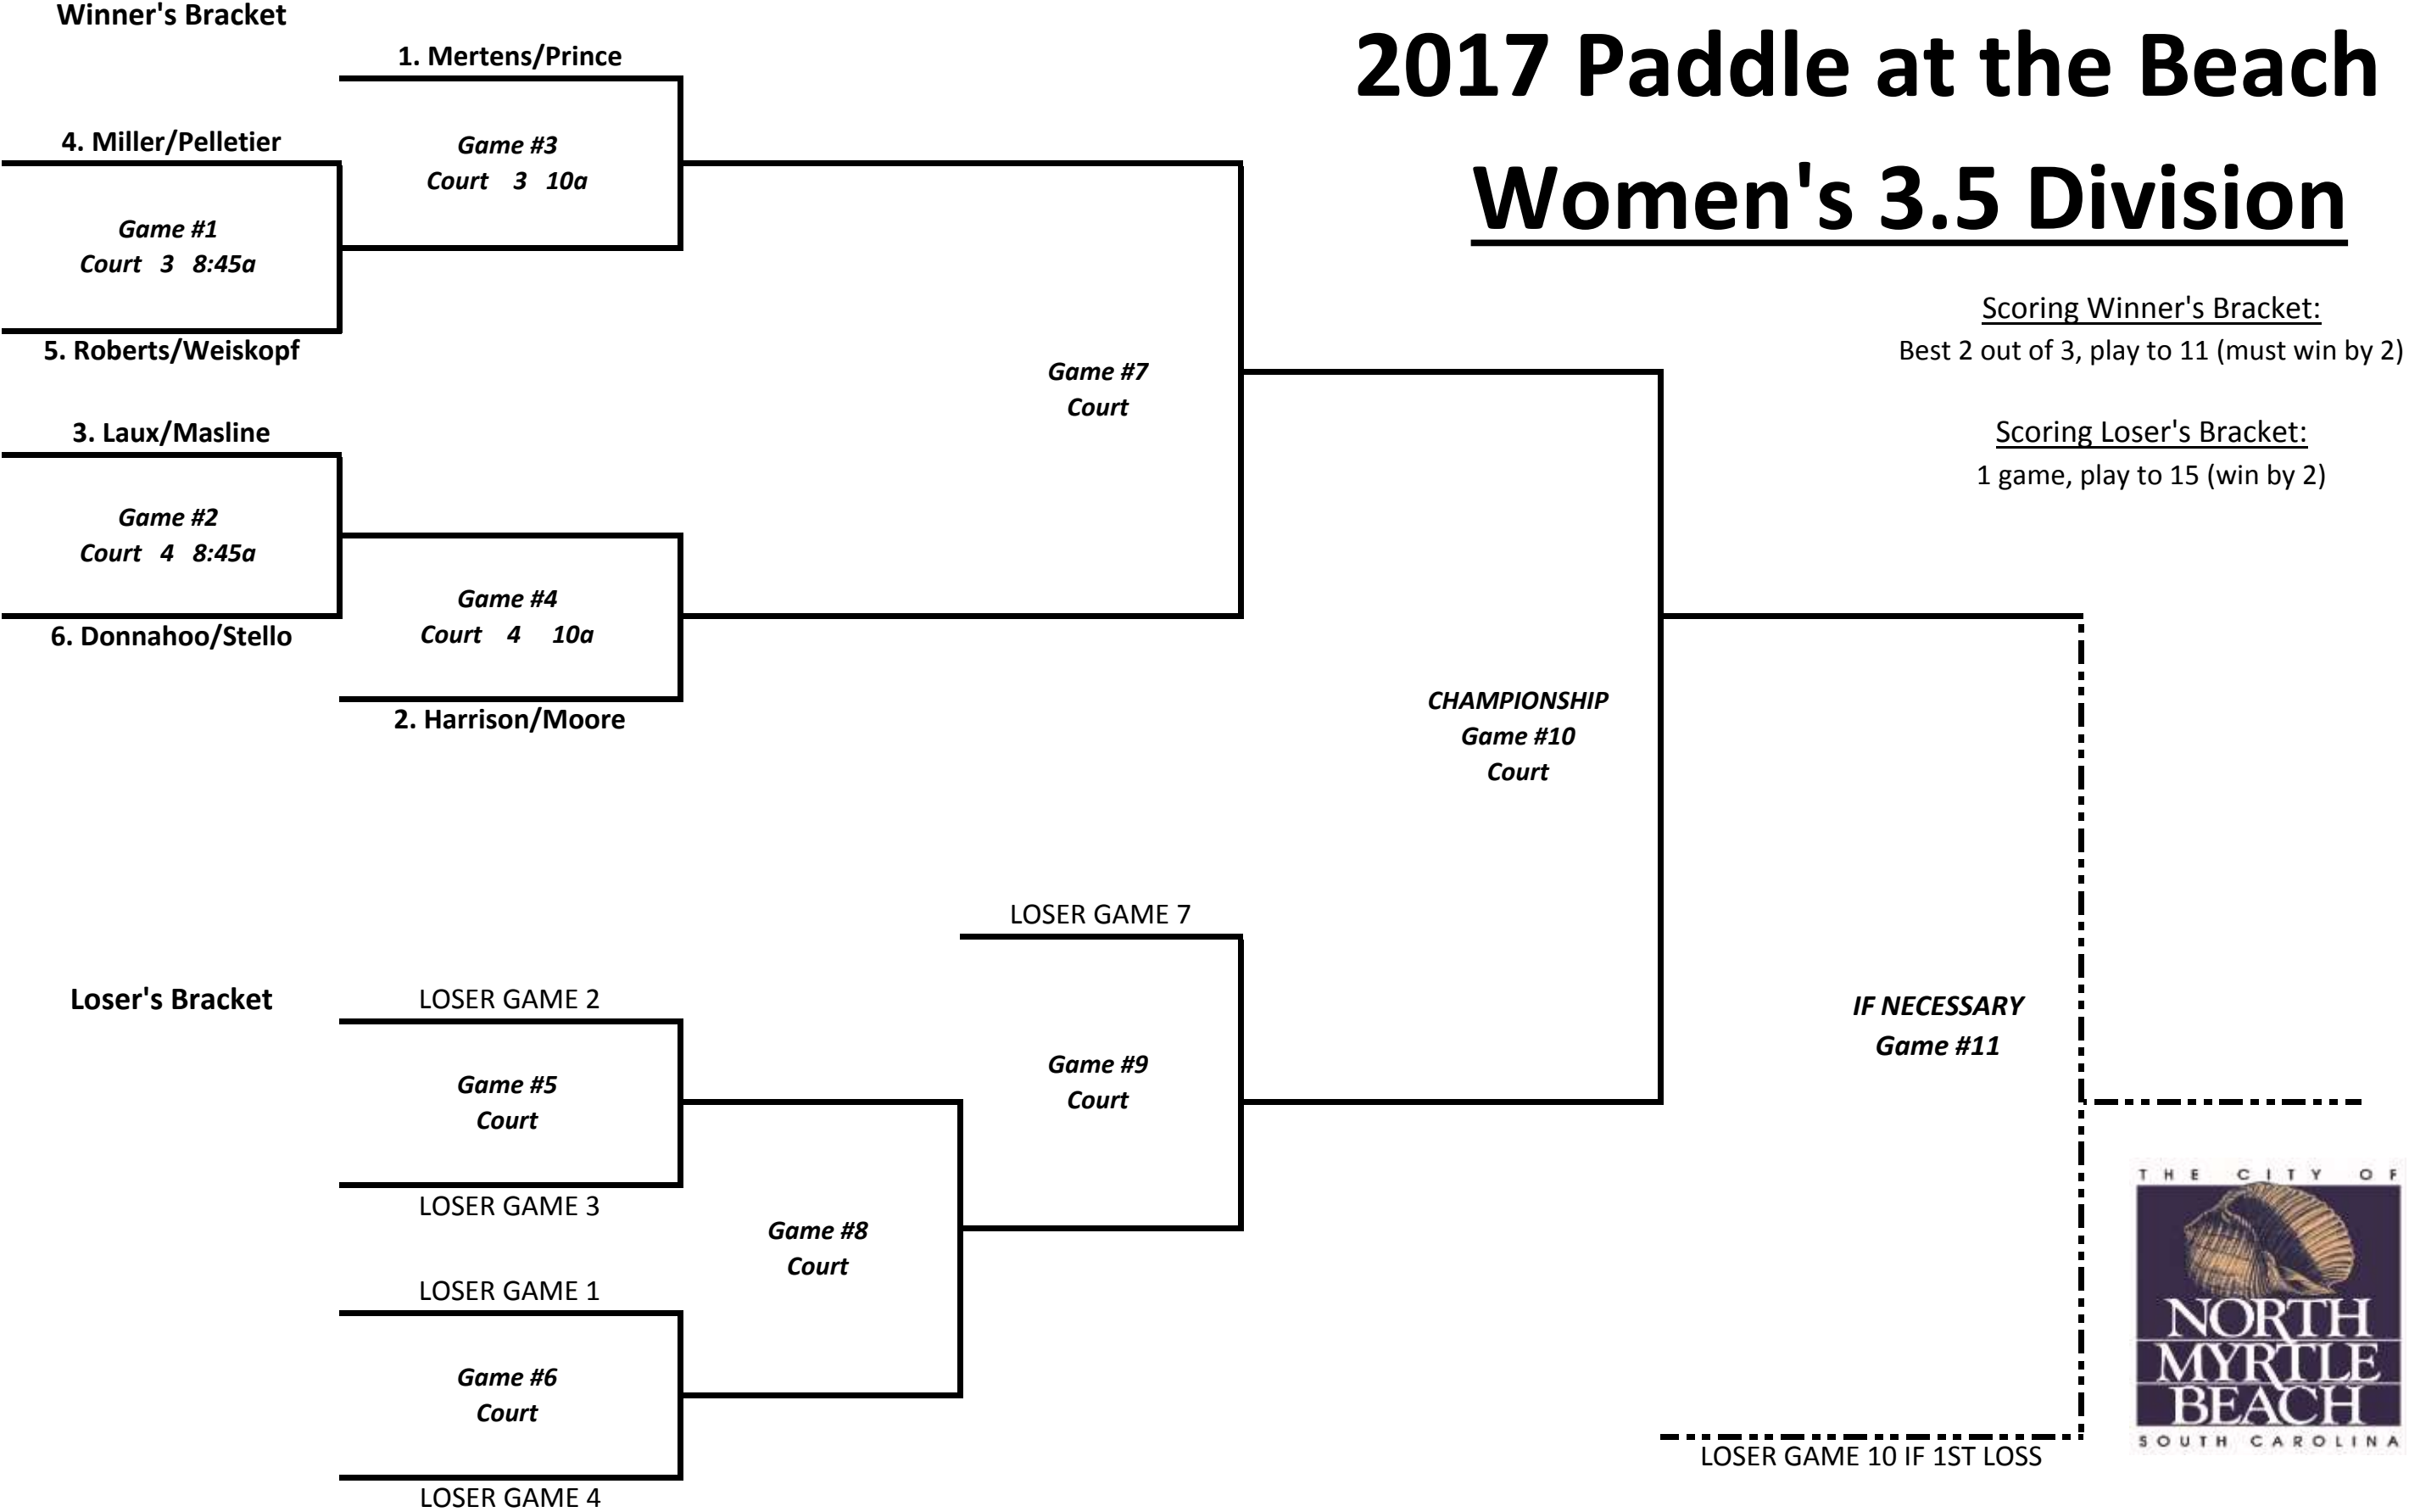 Winner's Bracket
2017 Paddle at the Beach
Women's 3.5 Division
1. Mertens/Prince
4. Miller/Pelletier
Game #3
Court 3 10a
Game #1
Court 3 8:45a
5. Roberts/Weiskopf
Scoring Winner's Bracket:
Best 2 out of 3, play to 11 (must win by 2)
Game #7
Court
3. Laux/Masline
Scoring Loser's Bracket:
1 game, play to 15 (win by 2)
Game #2
Court 4 8:45a
Game #4
Court 4 10a
6. Donnahoo/Stello
2. Harrison/Moore
CHAMPIONSHIP
Game #10
Court
LOSER GAME 7
Loser's Bracket
LOSER GAME 2
IF NECESSARY
Game #11
Game #9
Court
Game #5
Court
LOSER GAME 3
Game #8
Court
LOSER GAME 1
Game #6
Court
LOSER GAME 4
LOSER GAME 10 IF 1ST LOSS
THE CITY OF
NORTH
MYRTLE
BEACH
SOUTH CAROLINA